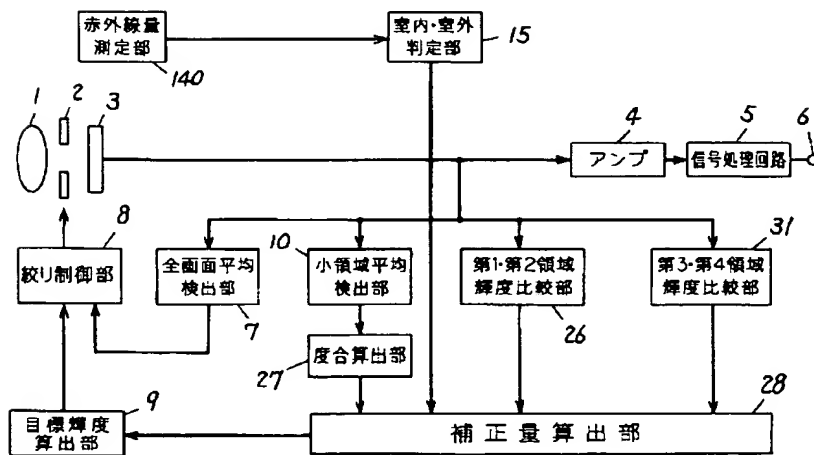 赤外線量
測定部
140
室内・室外
判定部
15
1
2
3
4
アンプ
5
信号処理回路
6
8
絞り制御部
全画面平均
検出部
7
10
小領域平均
検出部
第1・第2領域
輝度比較部
26
31
第3・第4領域
輝度比較部
27
度合算出部
9
目標輝度
算出部
28
補正量算出部